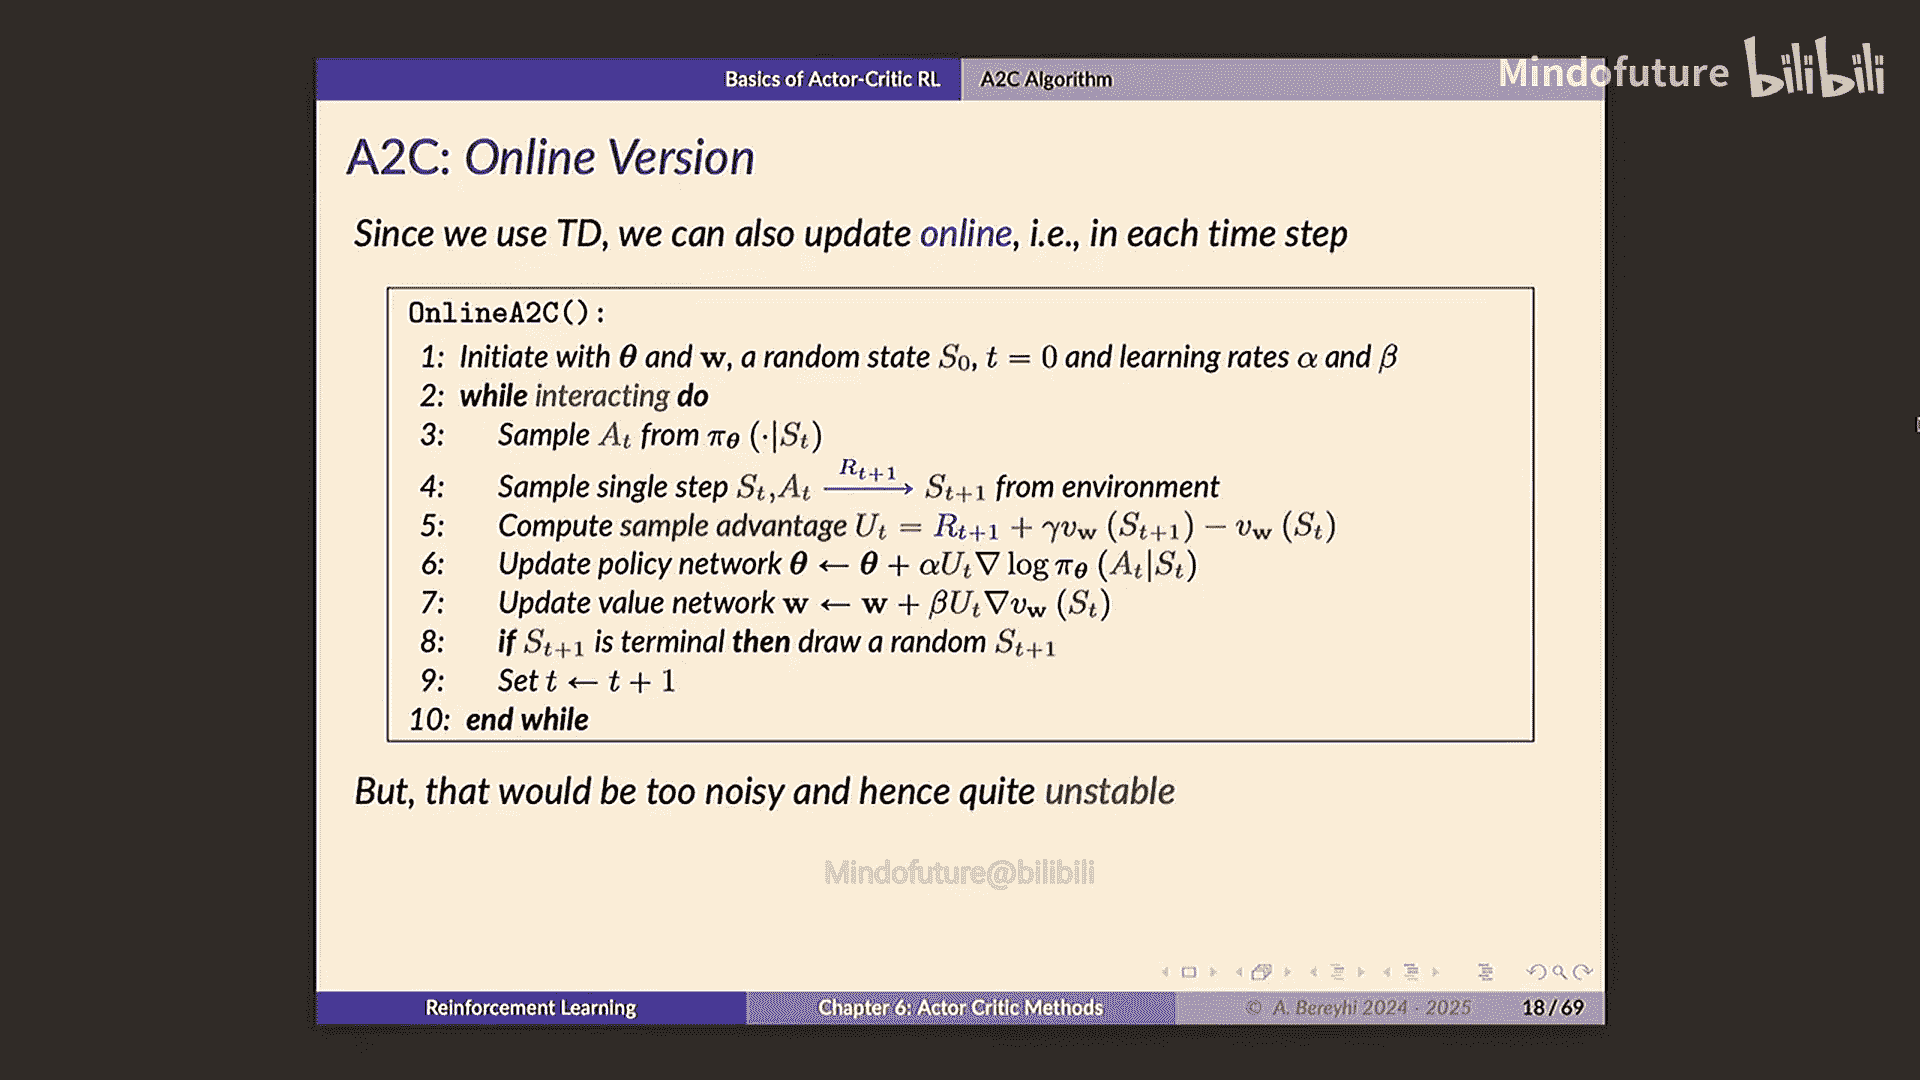 Basics of Actor-Critic RL
A2C Algorithm
Mindofuture bilibili
A2C: Online Version
Since we use TD, we can also update online, i.e., in each time step
OnlineA2C():
1: Initiate with θ and w, a random state S₀, t = 0 and learning rates α and β
2: while interacting do
3: Sample Aₜ from π_θ (·|Sₜ)
4: Sample single step Sₜ, Aₜ —R_{t+1}→ S_{t+1} from environment
5: Compute sample advantage Uₜ = R_{t+1} + γv_w (S_{t+1}) − v_w (Sₜ)
6: Update policy network θ ← θ + αUₜ∇ log π_θ (Aₜ|Sₜ)
7: Update value network w ← w + βUₜ∇v_w (Sₜ)
8: if S_{t+1} is terminal then draw a random S_{t+1}
9: Set t ← t + 1
10: end while
But, that would be too noisy and hence quite unstable
Mindofuture@bilibili
Reinforcement Learning
Chapter 6: Actor Critic Methods
© A. Bereyhi 2024 - 2025
18 / 69